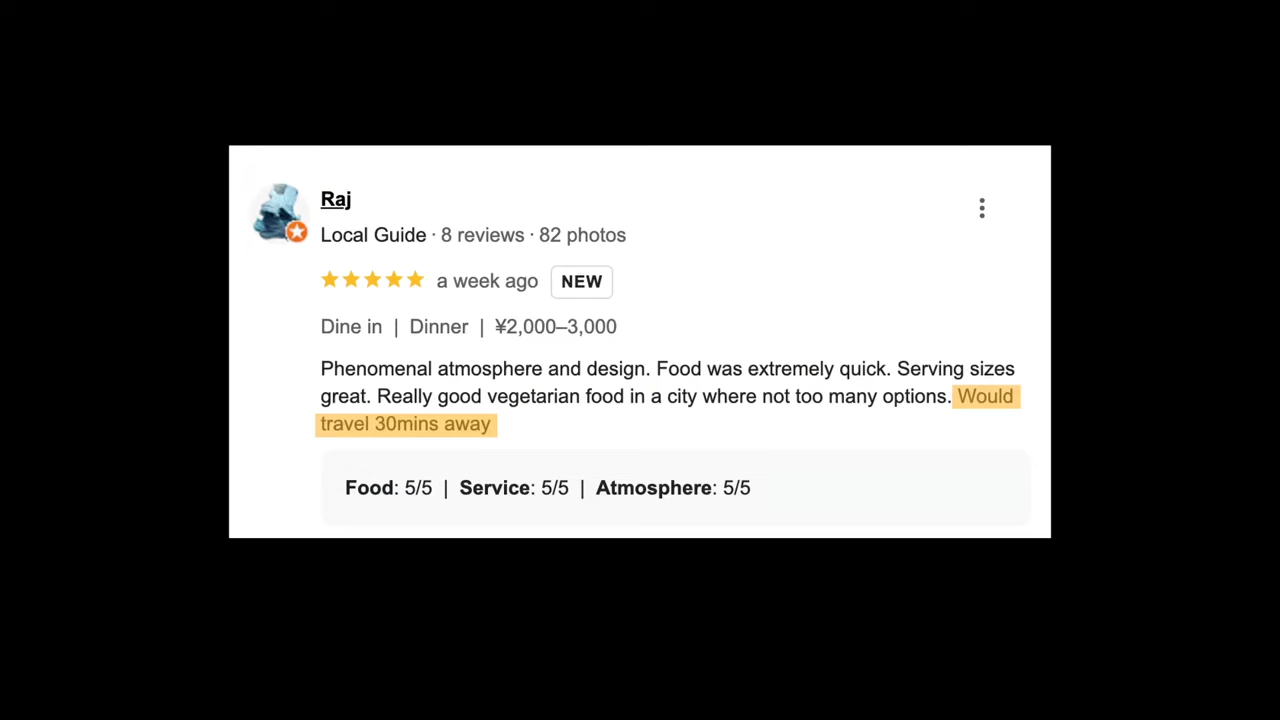 Raj
Local Guide · 8 reviews · 82 photos
a week ago NEW
Dine in | Dinner | ¥2,000–3,000
Phenomenal atmosphere and design. Food was extremely quick. Serving sizes
great. Really good vegetarian food in a city where not too many options. Would
travel 30mins away
Food: 5/5 | Service: 5/5 | Atmosphere: 5/5